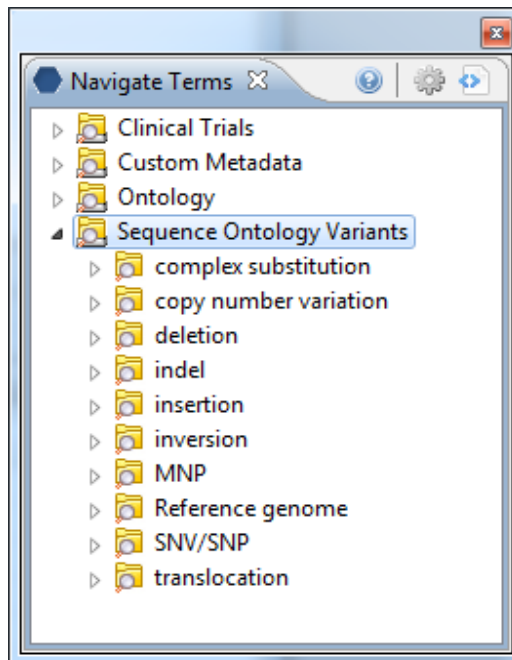 Navigate Terms
Clinical Trials
Custom Metadata
Ontology
Sequence Ontology Variants
complex substitution
copy number variation
deletion
indel
insertion
inversion
MNP
Reference genome
SNV/SNP
translocation